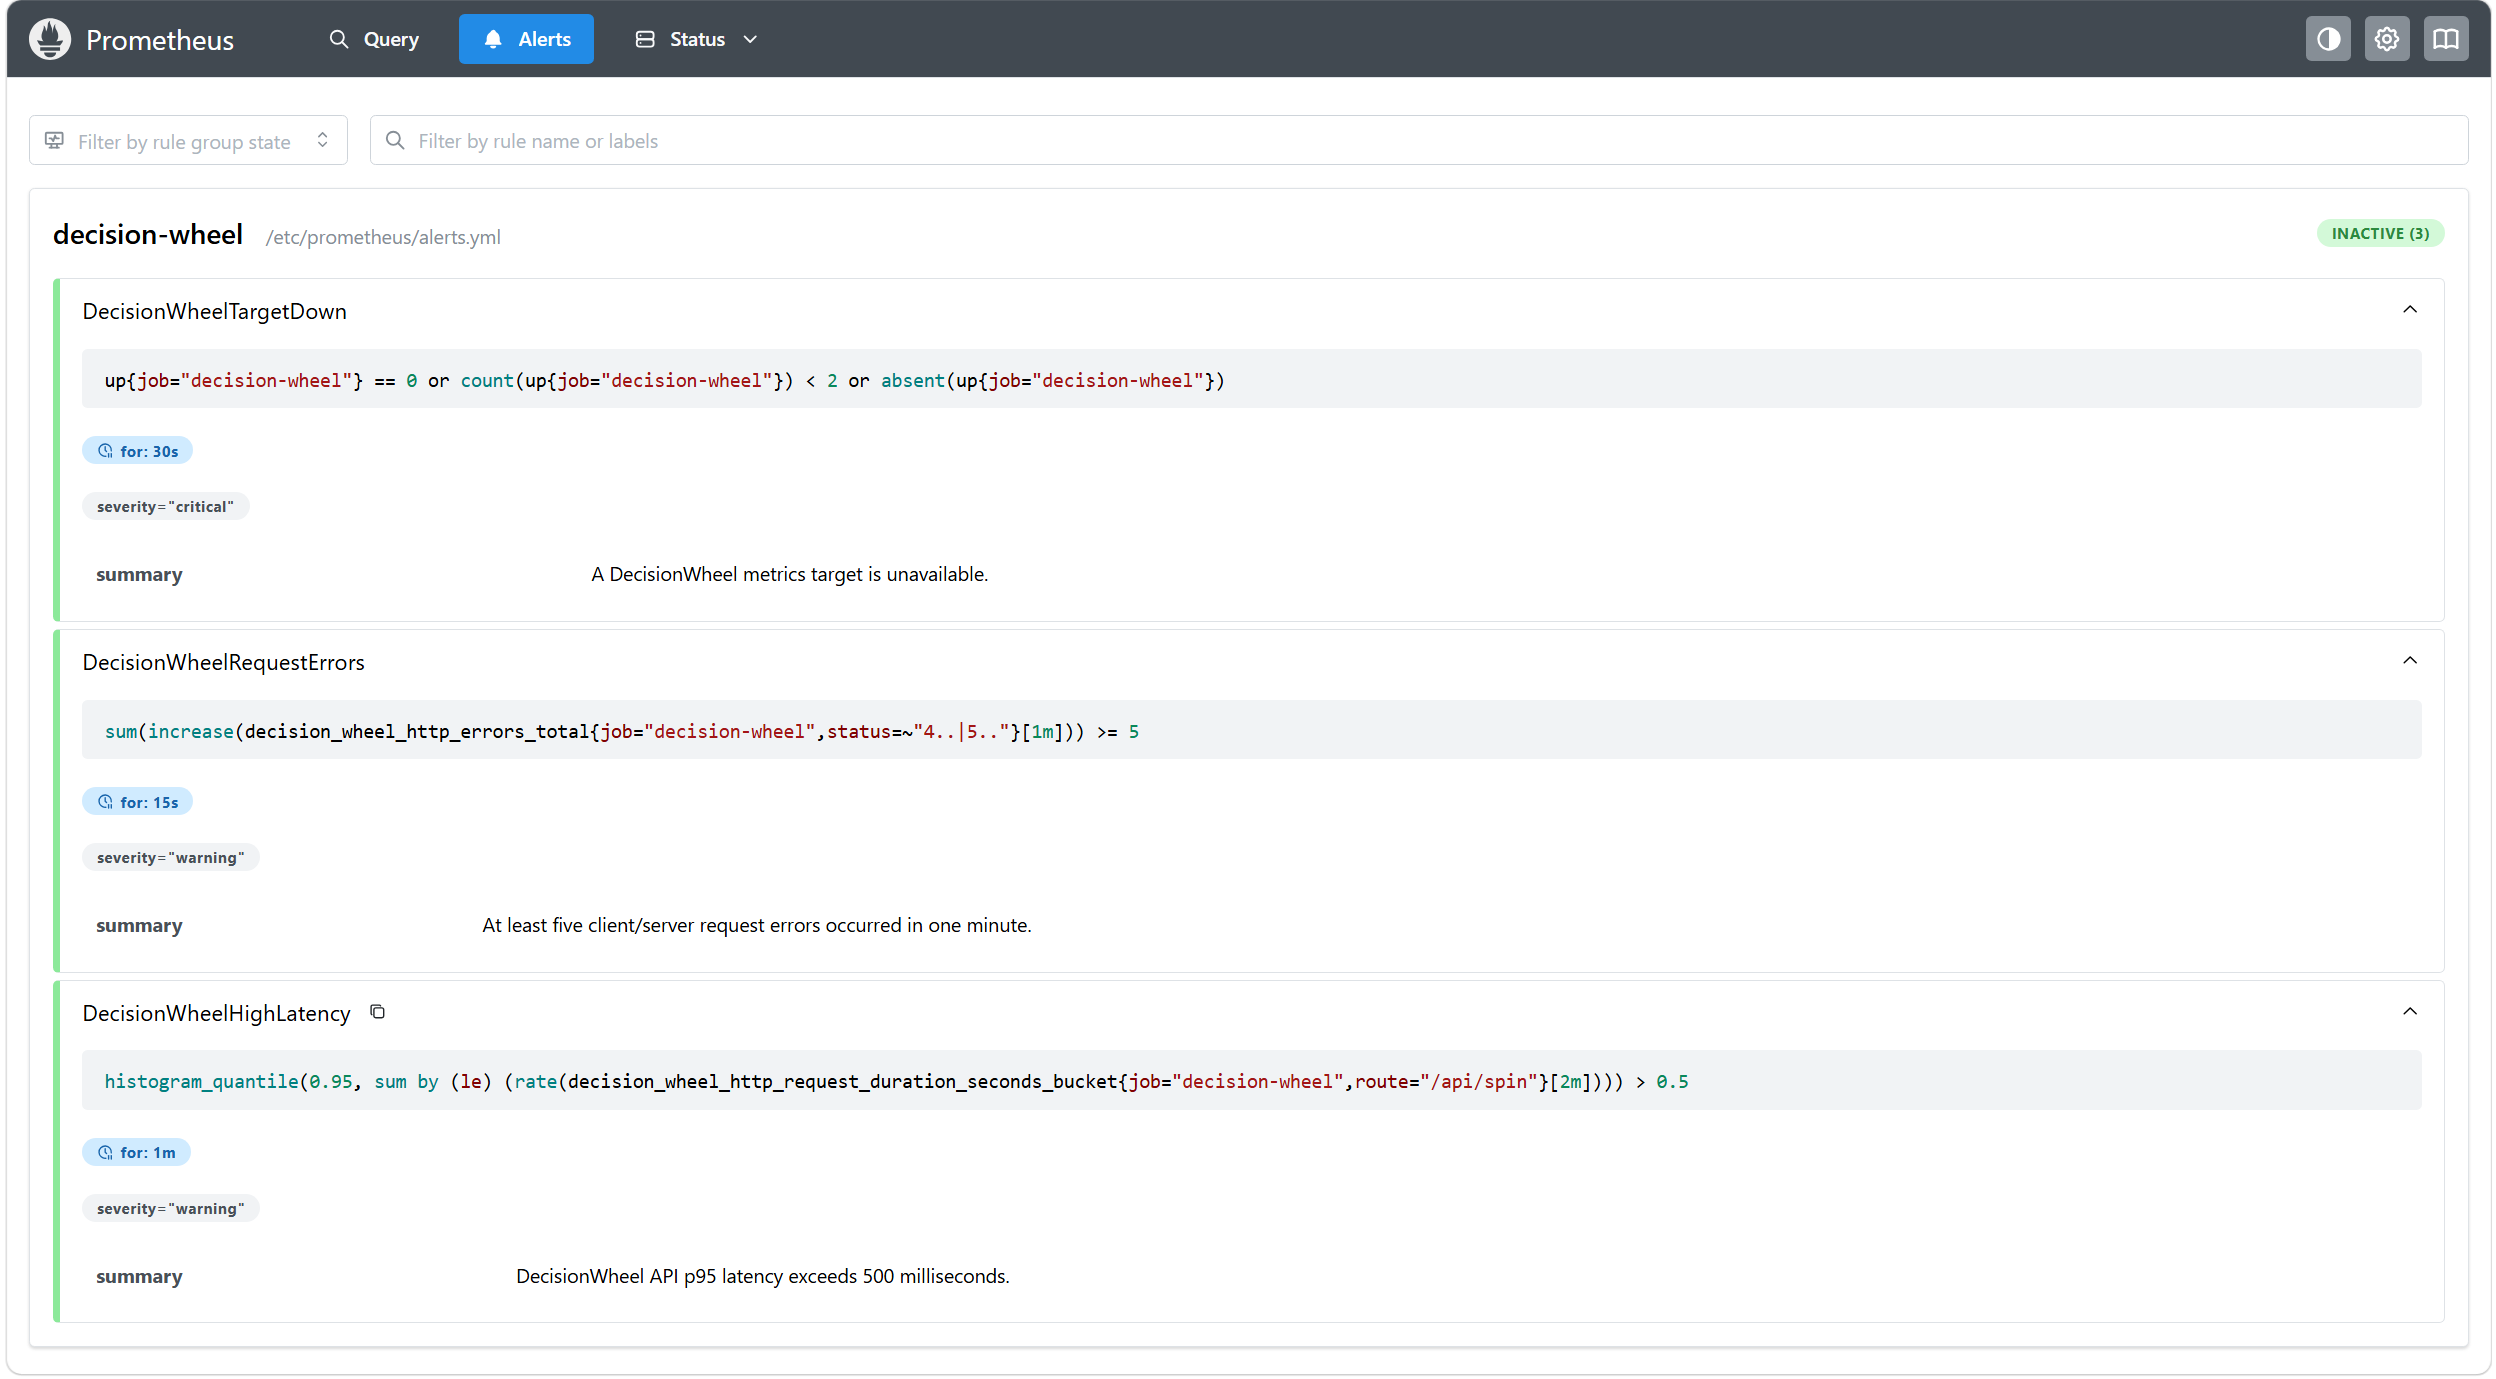 Prometheus Query Alerts Status
Filter by rule group state Filter by rule name or labels
decision-wheel /etc/prometheus/alerts.yml INACTIVE (3)
DecisionWheelTargetDown
up{job="decision-wheel"} == 0 or count(up{job="decision-wheel"}) < 2 or absent(up{job="decision-wheel"})
for: 30s
severity="critical"
summary A DecisionWheel metrics target is unavailable.
DecisionWheelRequestErrors
sum(increase(decision_wheel_http_errors_total{job="decision-wheel",status=~"4..|5.."}[1m])) >= 5
for: 15s
severity="warning"
summary At least five client/server request errors occurred in one minute.
DecisionWheelHighLatency
histogram_quantile(0.95, sum by (le) (rate(decision_wheel_http_request_duration_seconds_bucket{job="decision-wheel",route="/api/spin"}[2m]))) > 0.5
for: 1m
severity="warning"
summary DecisionWheel API p95 latency exceeds 500 milliseconds.